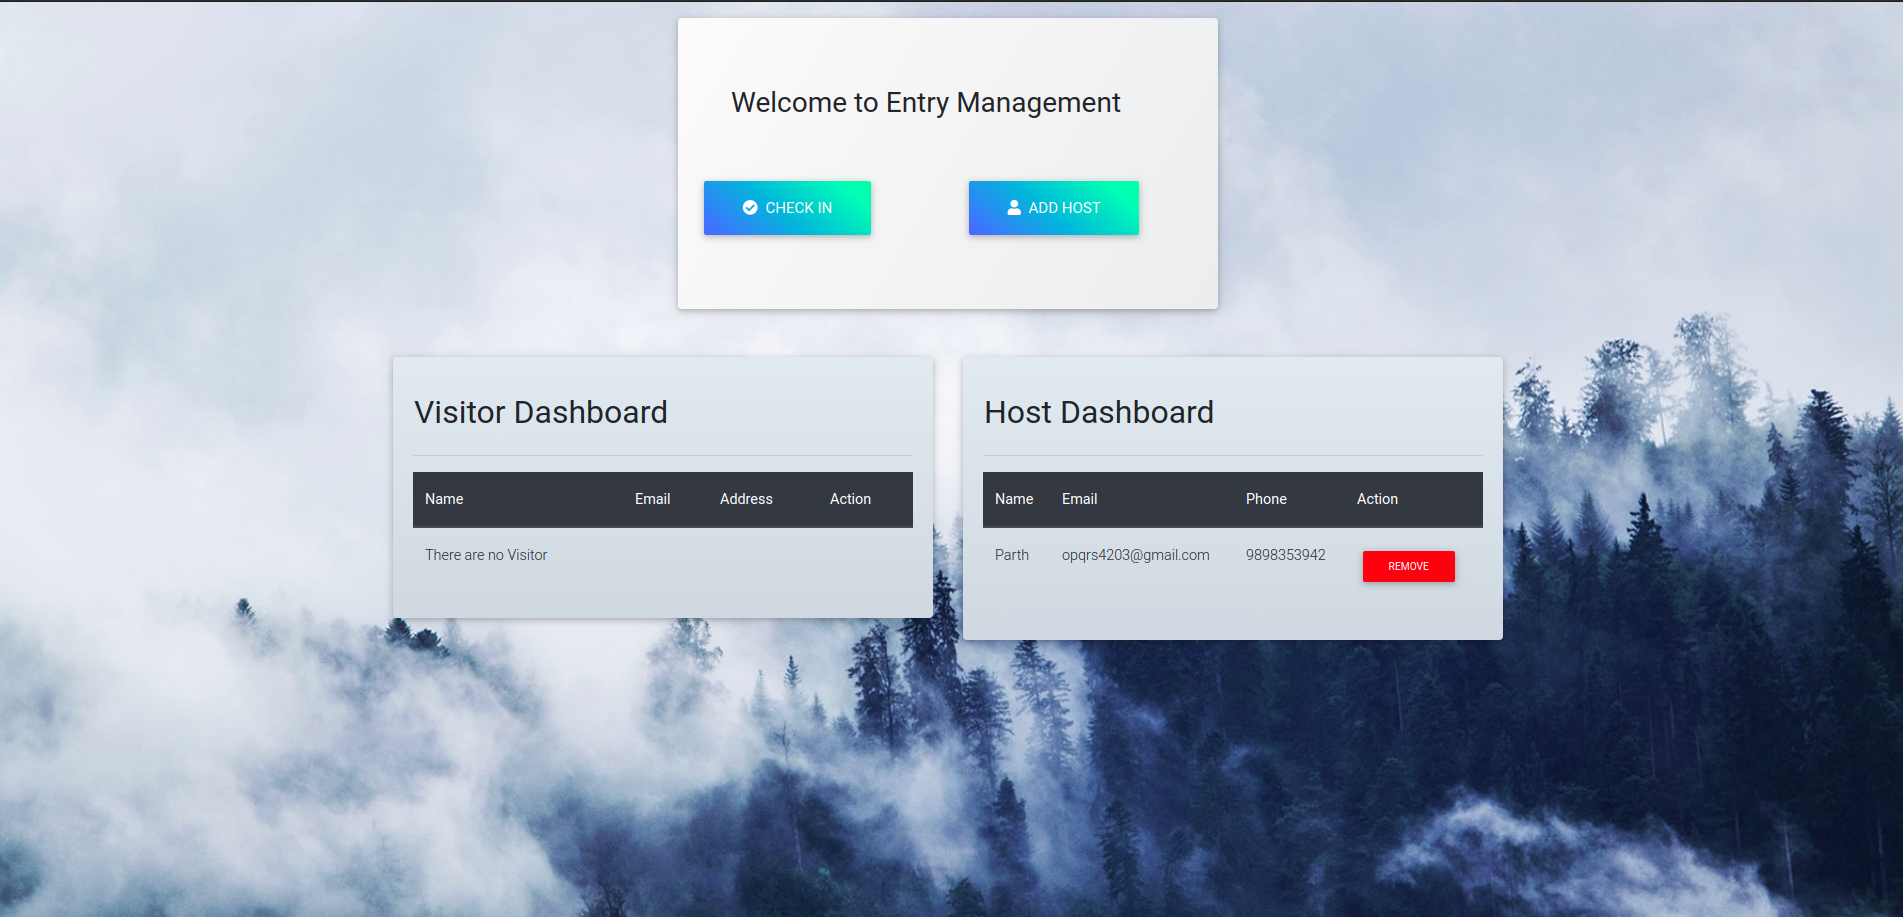 Welcome to Entry Management
CHECK IN
ADD HOST
Visitor Dashboard
Name Email Address Action
There are no Visitor
Host Dashboard
Name Email Phone Action
Parth opqrs4203@gmail.com 9898353942 REMOVE